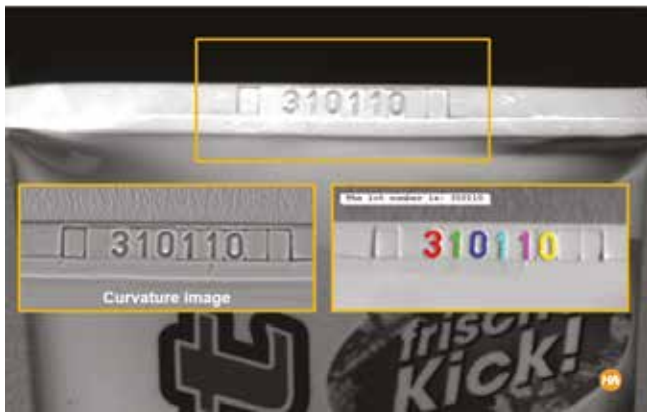 310110
310110
Curvature image
The lot number is: 310110
310110
t
frisch
Kick!